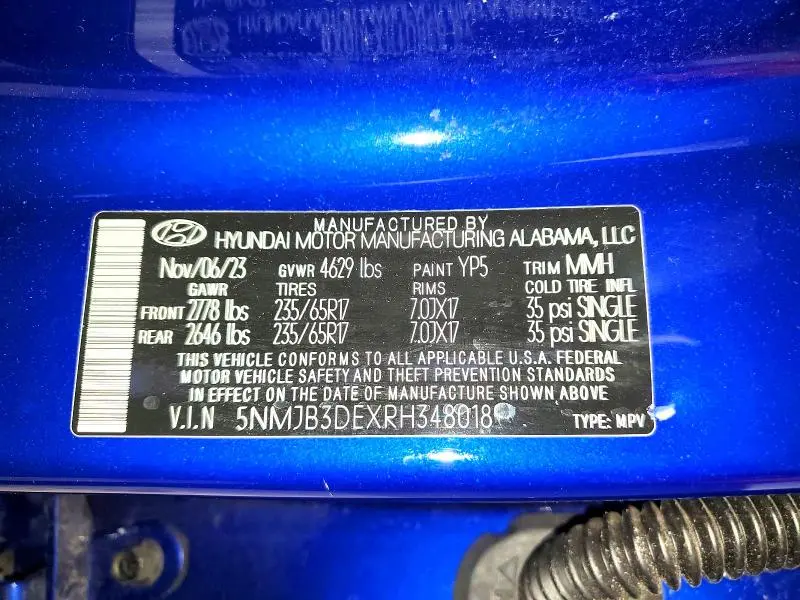 MANUFACTURED BY
HYUNDAI MOTOR MANUFACTURING ALABAMA, LLC
Nov/06/23 GVWR 4629 lbs PAINT YP5 TRIM MMH
GAWR TIRES RIMS COLD TIRE INFL
FRONT 2778 lbs 235/65R17 7.0JX17 35 psi SINGLE
REAR 2646 lbs 235/65R17 7.0JX17 35 psi SINGLE
THIS VEHICLE CONFORMS TO ALL APPLICABLE U.S.A. FEDERAL
MOTOR VEHICLE SAFETY AND THEFT PREVENTION STANDARDS
IN EFFECT ON THE DATE OF MANUFACTURE SHOWN ABOVE
V.I.N 5NMJB3DEXRH348018 TYPE: MPV